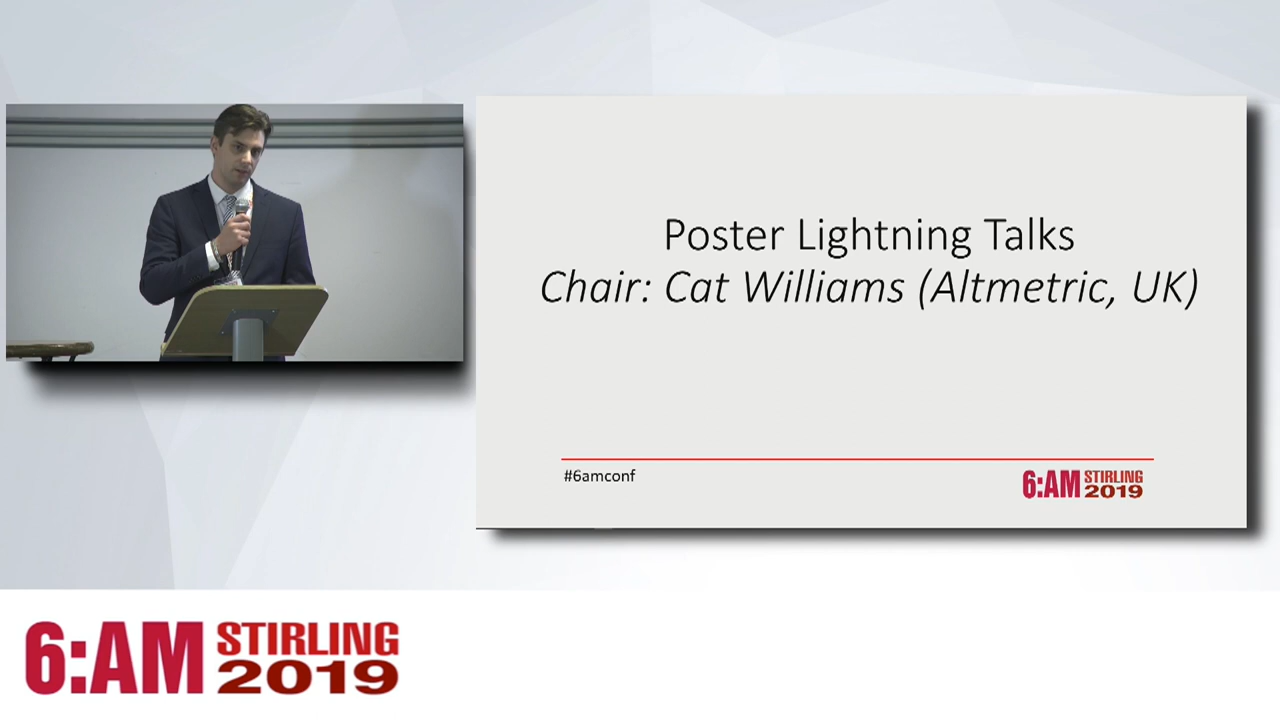 Poster Lightning Talks
Chair: Cat Williams (Altmetric, UK)
#6amconf
6:AM STIRLING 2019
6:AM STIRLING 2019